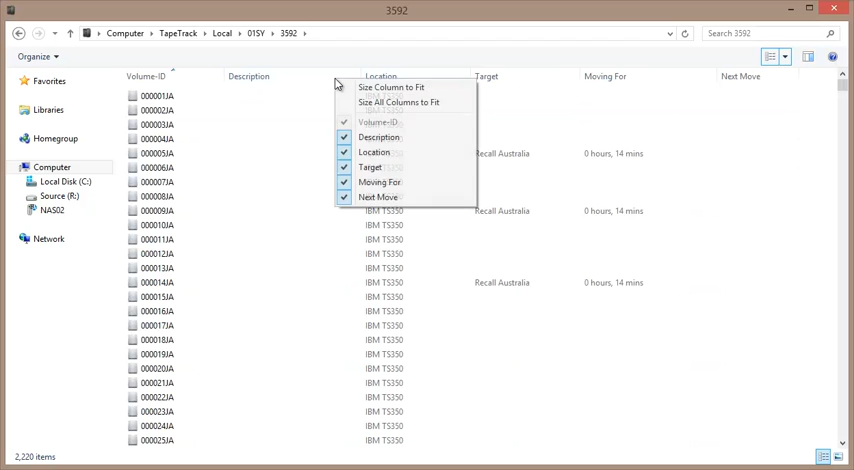 3592
Computer TapeTrack Local 01SY 3592
Search 3592
Organize
Favorites
Libraries
Homegroup
Computer
Local Disk (C:)
Source (R:)
NAS02
Network
Volume-ID Description Location Target Moving For Next Move
Size Column to Fit
Size All Columns to Fit
Volume-ID
Description
Location
Target
Moving For
Next Move
000001JA IBM TS350
000002JA IBM TS350
000003JA
000004JA
000005JA Recall Australia 0 hours, 14 mins
000006JA
000007JA
000008JA
000009JA IBM TS350 Recall Australia 0 hours, 14 mins
000010JA IBM TS350
000011JA IBM TS350
000012JA IBM TS350
000013JA IBM TS350
000014JA IBM TS350 Recall Australia 0 hours, 14 mins
000015JA IBM TS350
000016JA IBM TS350
000017JA IBM TS350
000018JA IBM TS350
000019JA IBM TS350
000020JA IBM TS350
000021JA IBM TS350
000022JA IBM TS350
000023JA IBM TS350
000024JA IBM TS350
000025JA IBM TS350
2,220 items